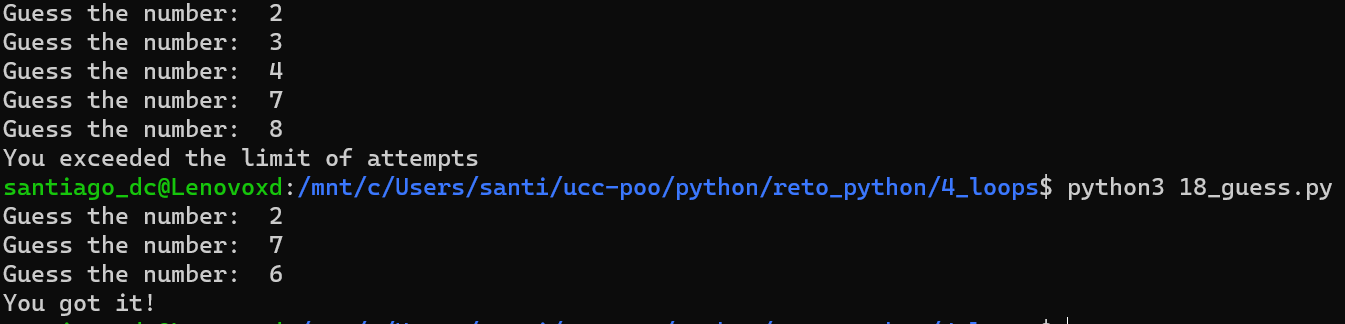 Guess the number:  2
Guess the number:  3
Guess the number:  4
Guess the number:  7
Guess the number:  8
You exceeded the limit of attempts
santiago_dc@Lenovoxd:/mnt/c/Users/santi/ucc-poo/python/reto_python/4_loops$ python3 18_guess.py
Guess the number:  2
Guess the number:  7
Guess the number:  6
You got it!